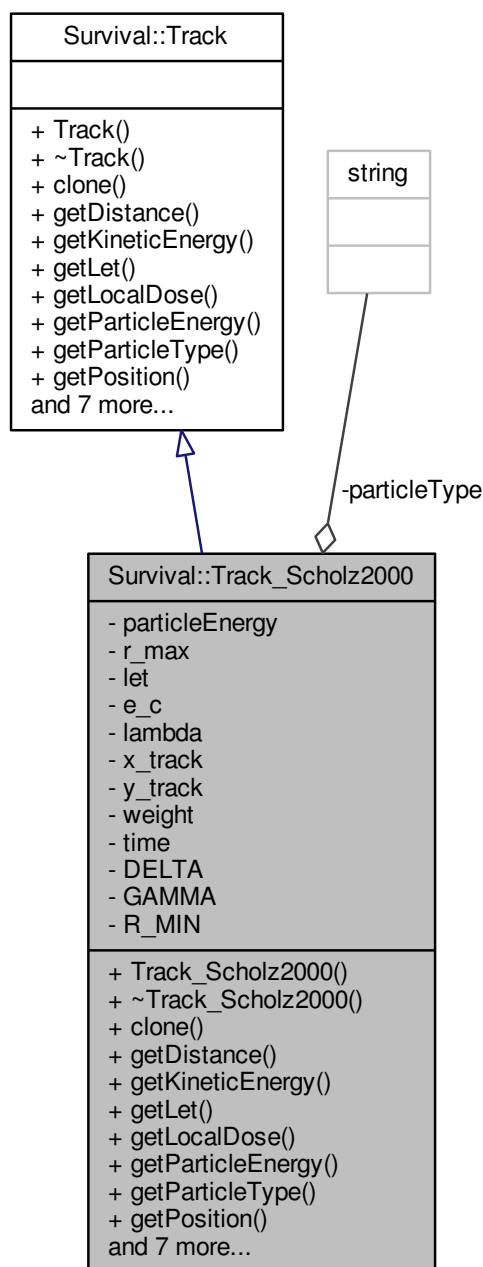 Survival::Track
+ Track()
+ ~Track()
+ clone()
+ getDistance()
+ getKineticEnergy()
+ getLet()
+ getLocalDose()
+ getParticleEnergy()
+ getParticleType()
+ getPosition()
and 7 more...
string
-particleType
Survival::Track_Scholz2000
- particleEnergy
- r_max
- let
- e_c
- lambda
- x_track
- y_track
- weight
- time
- DELTA
- GAMMA
- R_MIN
+ Track_Scholz2000()
+ ~Track_Scholz2000()
+ clone()
+ getDistance()
+ getKineticEnergy()
+ getLet()
+ getLocalDose()
+ getParticleEnergy()
+ getParticleType()
+ getPosition()
and 7 more...